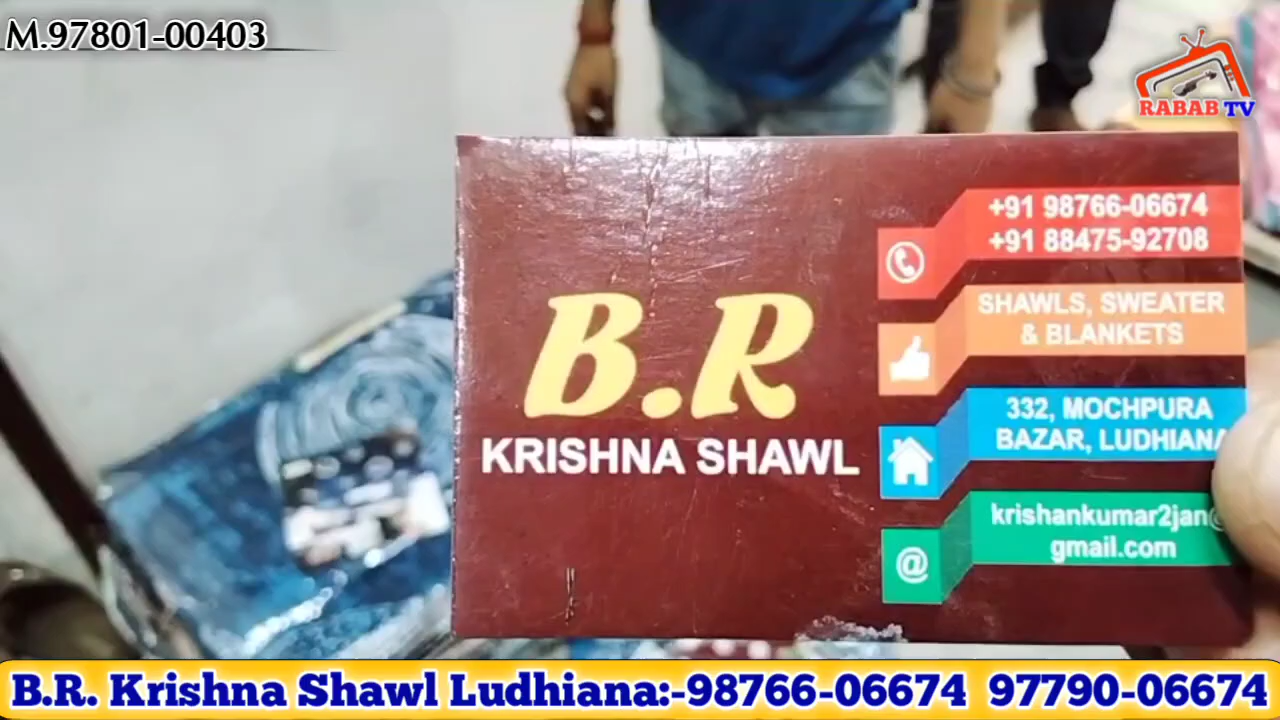 M.97801-00403
RABAB TV
+91 98766-06674
+91 88475-92708
SHAWLS, SWEATER
& BLANKETS
B.R
KRISHNA SHAWL
332, MOCHPURA
BAZAR, LUDHIANA
krishankumar2jan@
gmail.com
B.R. Krishna Shawl Ludhiana:-98766-06674 97790-06674